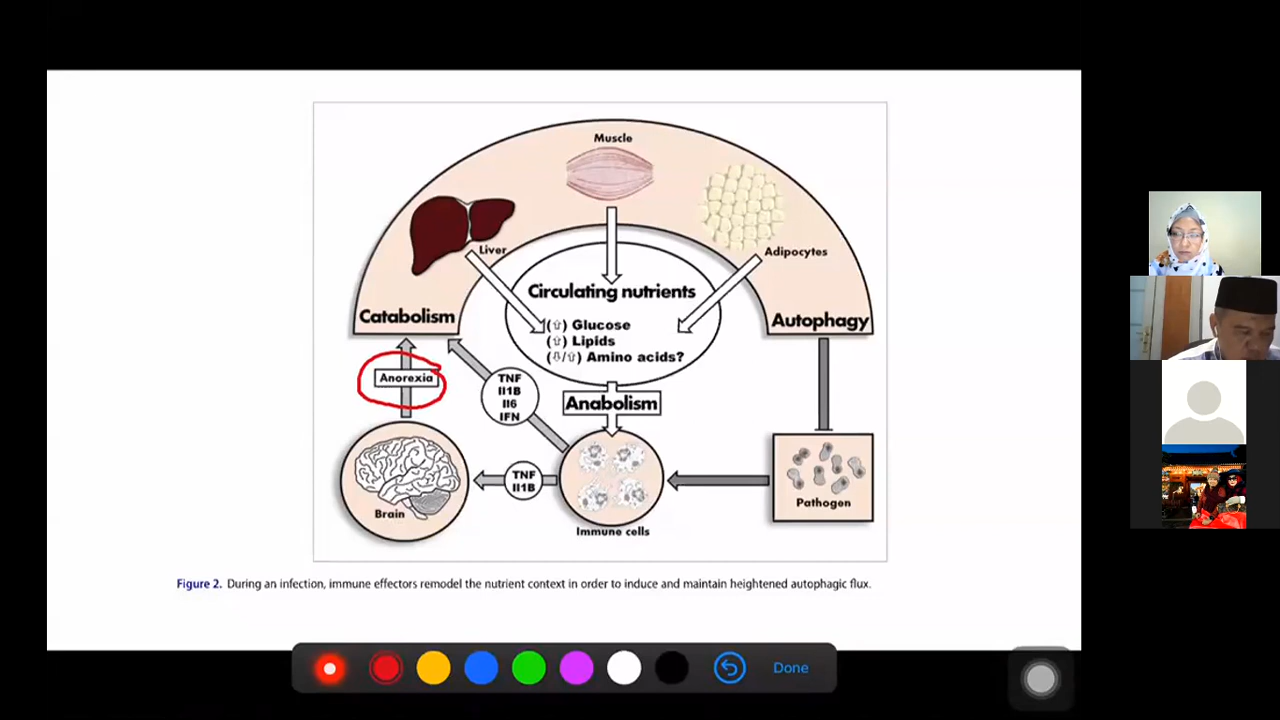 Muscle
Liver
Adipocytes
Circulating nutrients
(⇧) Glucose
(⇧) Lipids
(⇩/⇧) Amino acids?
Catabolism
Autophagy
Anorexia
TNF
Il1B
Il6
IFN
Anabolism
TNF
Il1B
Brain
Immune cells
Pathogen
Figure 2. During an infection, immune effectors remodel the nutrient context in order to induce and maintain heightened autophagic flux.
Done